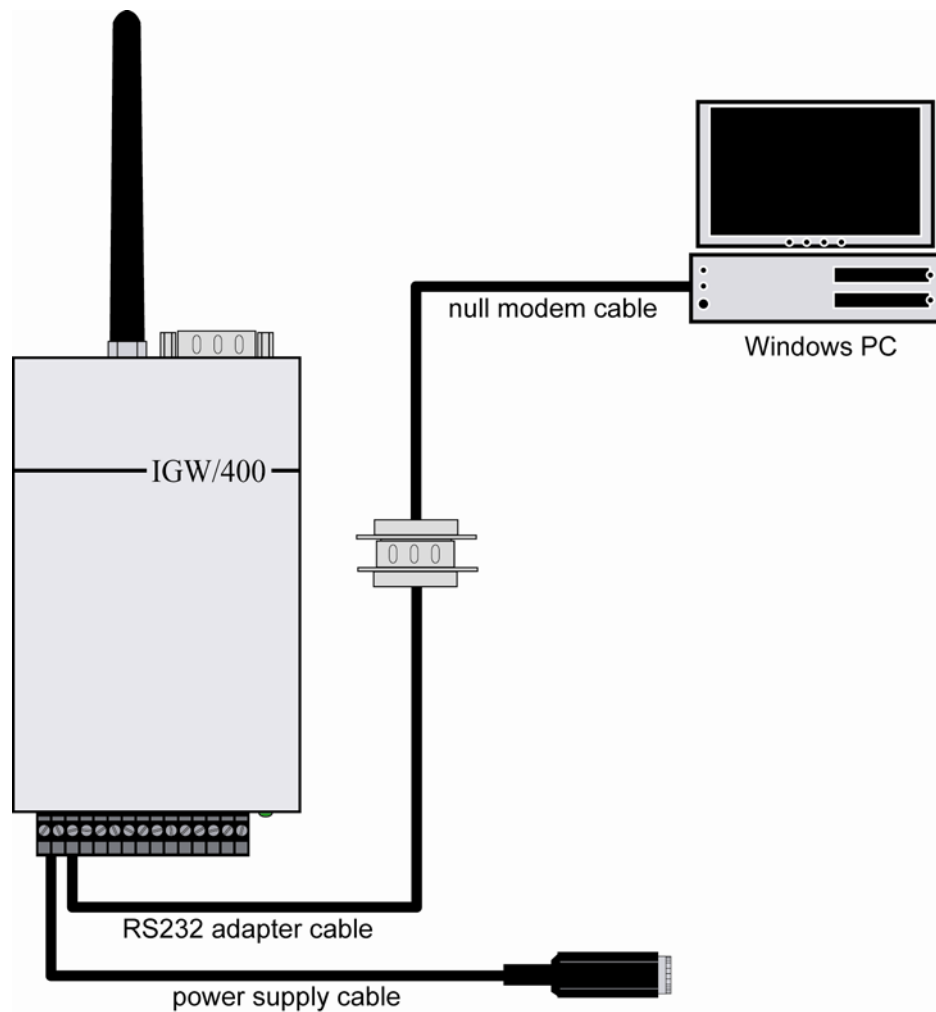 null modem cable
Windows PC
IGW/400
RS232 adapter cable
power supply cable